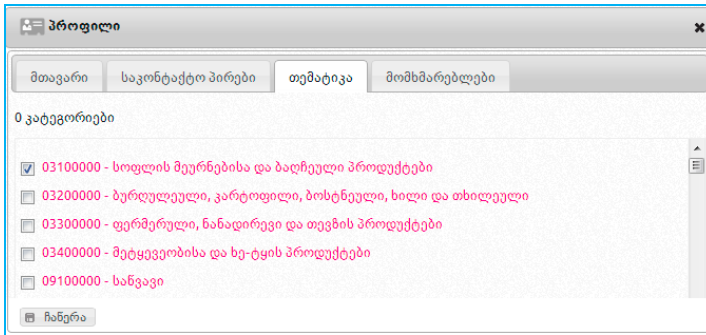 პროფილი
მთავარი საკონტაქტო პირები თემატიკა მომხმარებლები
0 კატეგორიები
03100000 - სოფლის მეურნებისა და ბაღჩეული პროდუქტები
03200000 - ბურღულეული, კარტოფილი, ბოსტნეული, ხილი და თხილეული
03300000 - ფერმერული, ნანადირევი და თევზის პროდუქტები
03400000 - მეტყევეობისა და ხე-ტყის პროდუქტები
09100000 - საწვავი
ჩაწერა